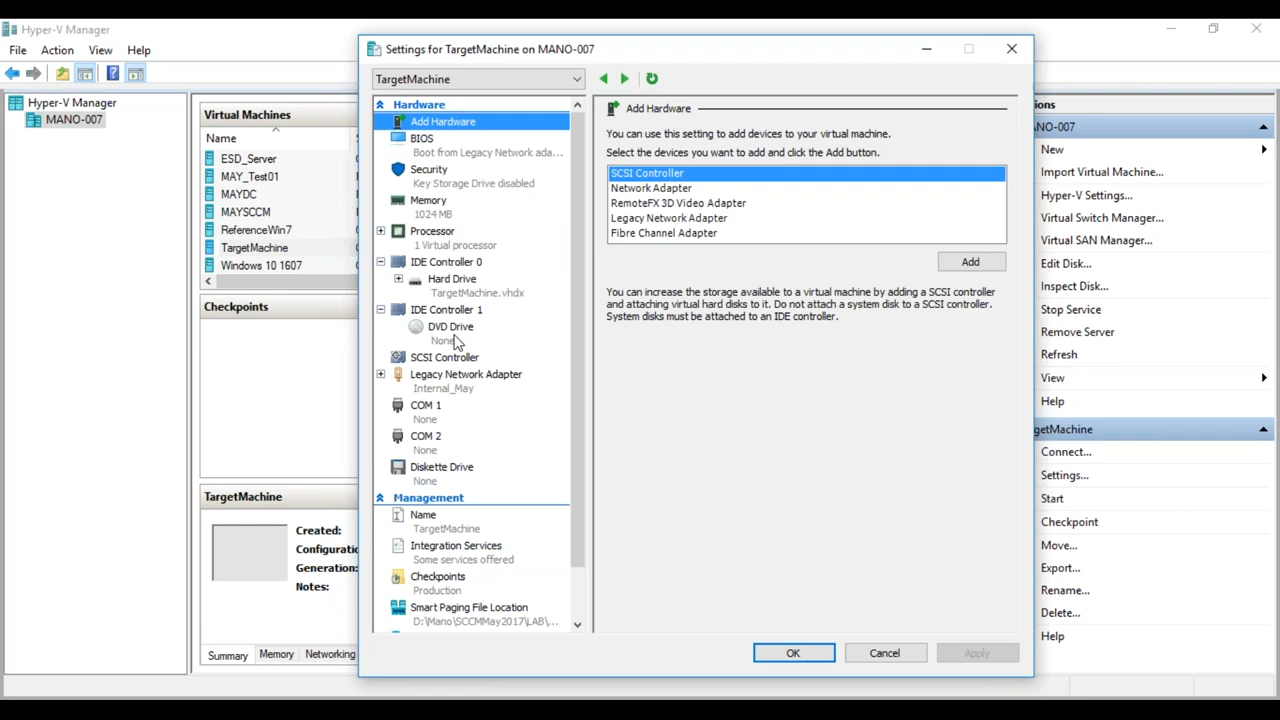 Hyper-V Manager
File Action View Help
Hyper-V Manager
MANO-007
Virtual Machines
Name
ESD_Server
MAY_Test01
MAYDC
MAYSCCM
ReferenceWin7
TargetMachine
Windows 10 1607
Checkpoints
TargetMachine
Created:
Configuratio
Generation:
Notes:
Summary Memory Networking
Settings for TargetMachine on MANO-007
TargetMachine
Hardware
Add Hardware
BIOS
Boot from Legacy Network ada...
Security
Key Storage Drive disabled
Memory
1024 MB
Processor
1 Virtual processor
IDE Controller 0
Hard Drive
TargetMachine.vhdx
IDE Controller 1
DVD Drive
None
SCSI Controller
Legacy Network Adapter
Internal_May
COM 1
None
COM 2
None
Diskette Drive
None
Management
Name
TargetMachine
Integration Services
Some services offered
Checkpoints
Production
Smart Paging File Location
D:\Mano\SCCMMay2017\LAB\...
Add Hardware
You can use this setting to add devices to your virtual machine.
Select the devices you want to add and click the Add button.
SCSI Controller
Network Adapter
RemoteFX 3D Video Adapter
Legacy Network Adapter
Fibre Channel Adapter
Add
You can increase the storage available to a virtual machine by adding a SCSI controller
and attaching virtual hard disks to it. Do not attach a system disk to a SCSI controller.
System disks must be attached to an IDE controller.
OK Cancel Apply
ions
NO-007
New
Import Virtual Machine...
Hyper-V Settings...
Virtual Switch Manager...
Virtual SAN Manager...
Edit Disk...
Inspect Disk...
Stop Service
Remove Server
Refresh
View
Help
getMachine
Connect...
Settings...
Start
Checkpoint
Move...
Export...
Rename...
Delete...
Help